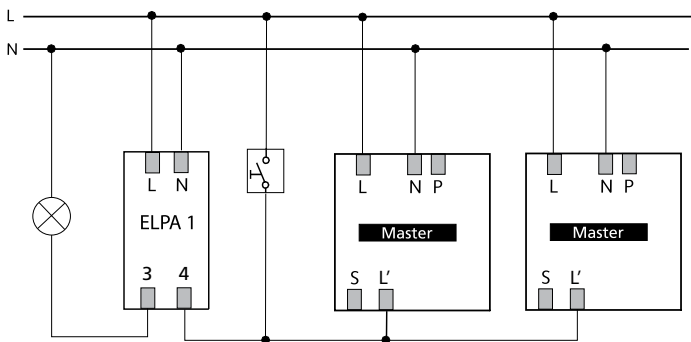 L
N
L N
ELPA 1
3 4
L N P
Master
S L′
L N P
Master
S L′